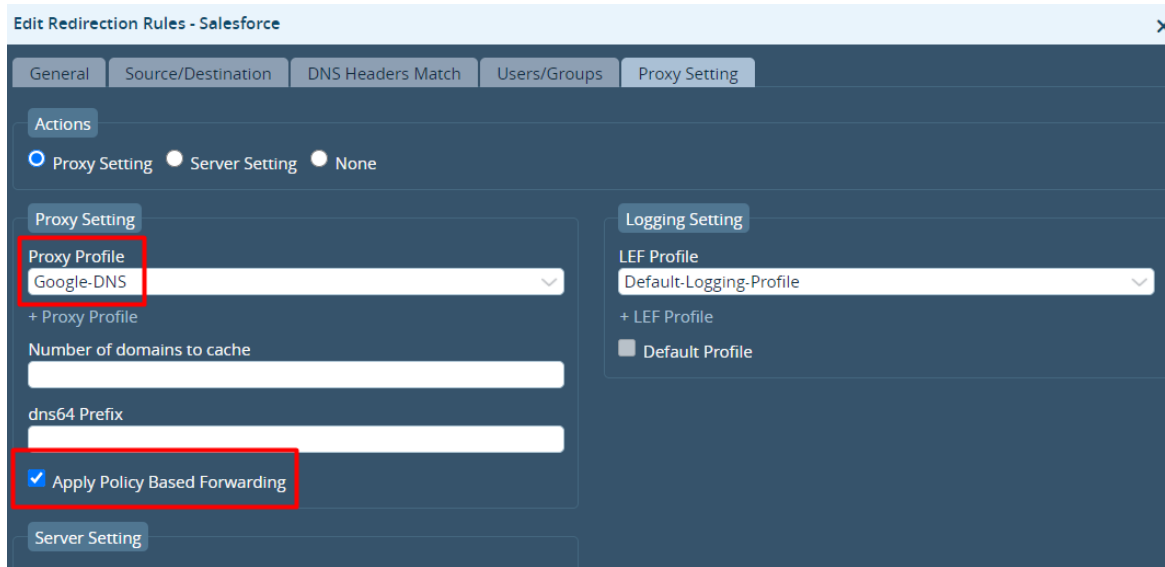 Edit Redirection Rules - Salesforce
General Source/Destination DNS Headers Match Users/Groups Proxy Setting
Actions
Proxy Setting Server Setting None
Proxy Setting
Proxy Profile
Google-DNS
+ Proxy Profile
Number of domains to cache
dns64 Prefix
Apply Policy Based Forwarding
Server Setting
Logging Setting
LEF Profile
Default-Logging-Profile
+ LEF Profile
Default Profile